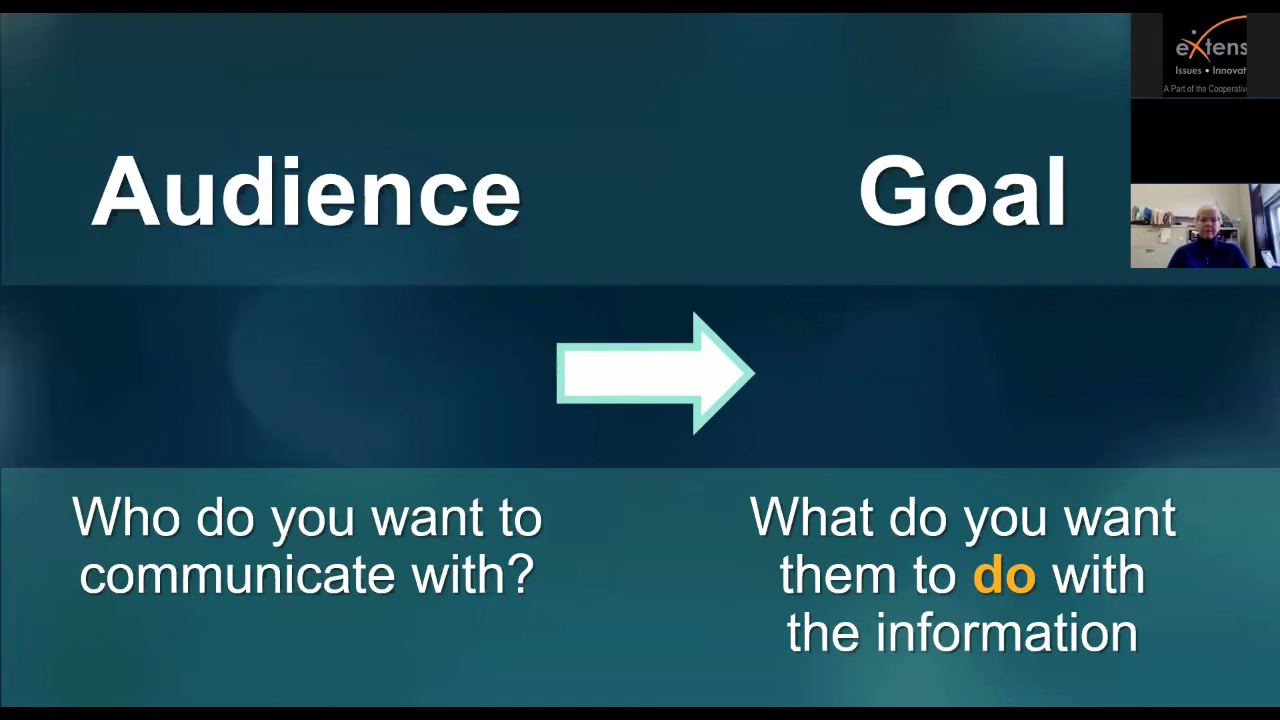 Audience
Goal
Who do you want to
communicate with?
What do you want
them to do with
the information
eXtens
Issues • Innovat
A Part of the Cooperativ